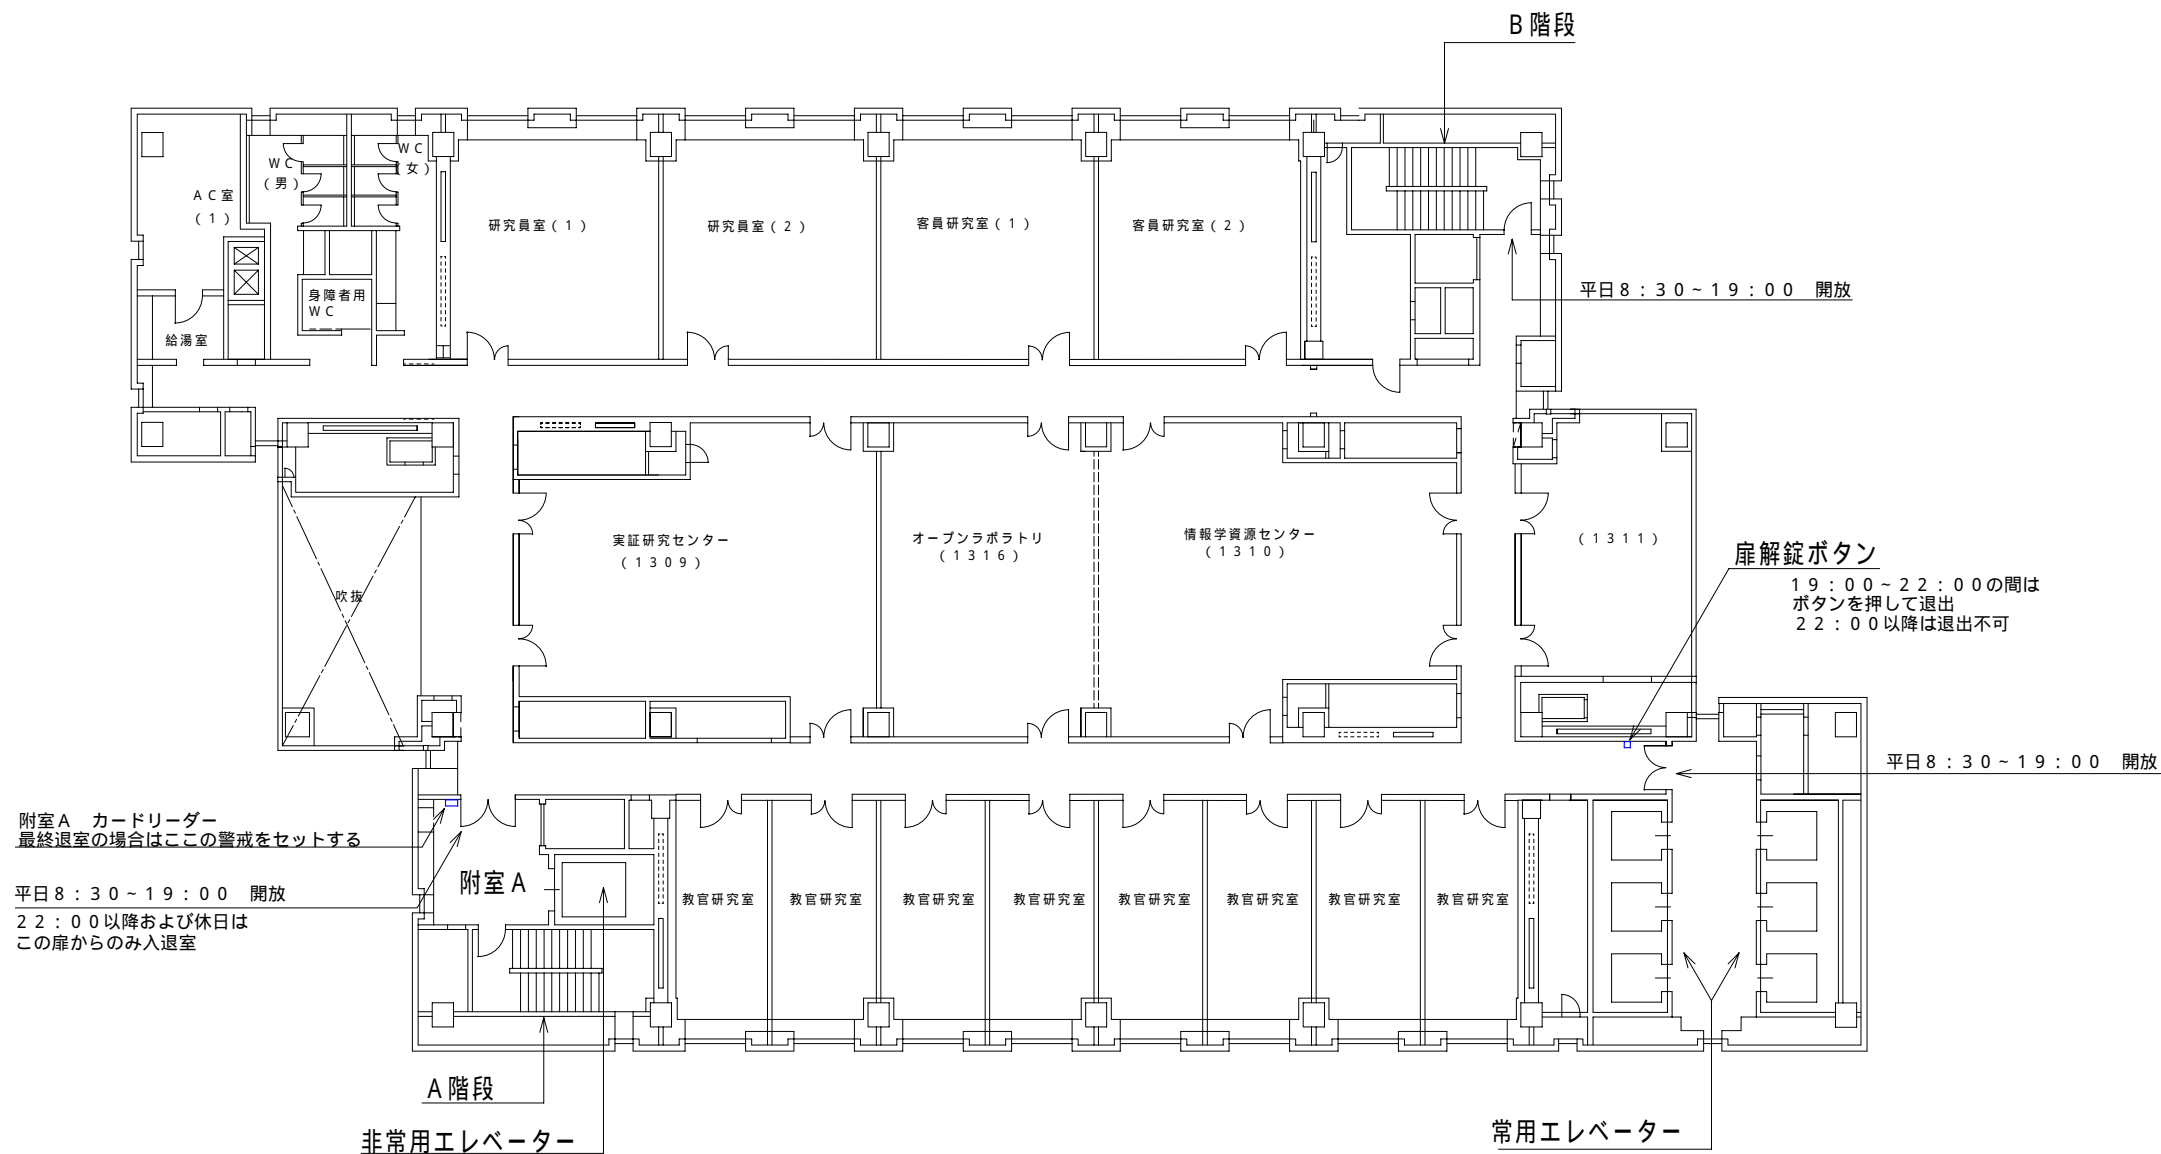 B階段
WC
(女)
WC
(男)
AC室
(1)
研究員室(1)
研究員室(2)
客員研究室(1)
客員研究室(2)
平日8:30~19:00 開放
身障者用
WC
給湯室
実証研究センター
(1309)
オープンラボラトリ
(1316)
情報学資源センター
(1310)
(1311)
扉解錠ボタン
19:00~22:00の間は
ボタンを押して退出
22:00以降は退出不可
吹抜
平日8:30~19:00 開放
附室A カードリーダー
最終退室の場合はここの警戒をセットする
附室A
平日8:30~19:00 開放
22:00以降および休日は
この扉からのみ入退室
教官研究室
教官研究室
教官研究室
教官研究室
教官研究室
教官研究室
教官研究室
教官研究室
A階段
非常用エレベーター
常用エレベーター